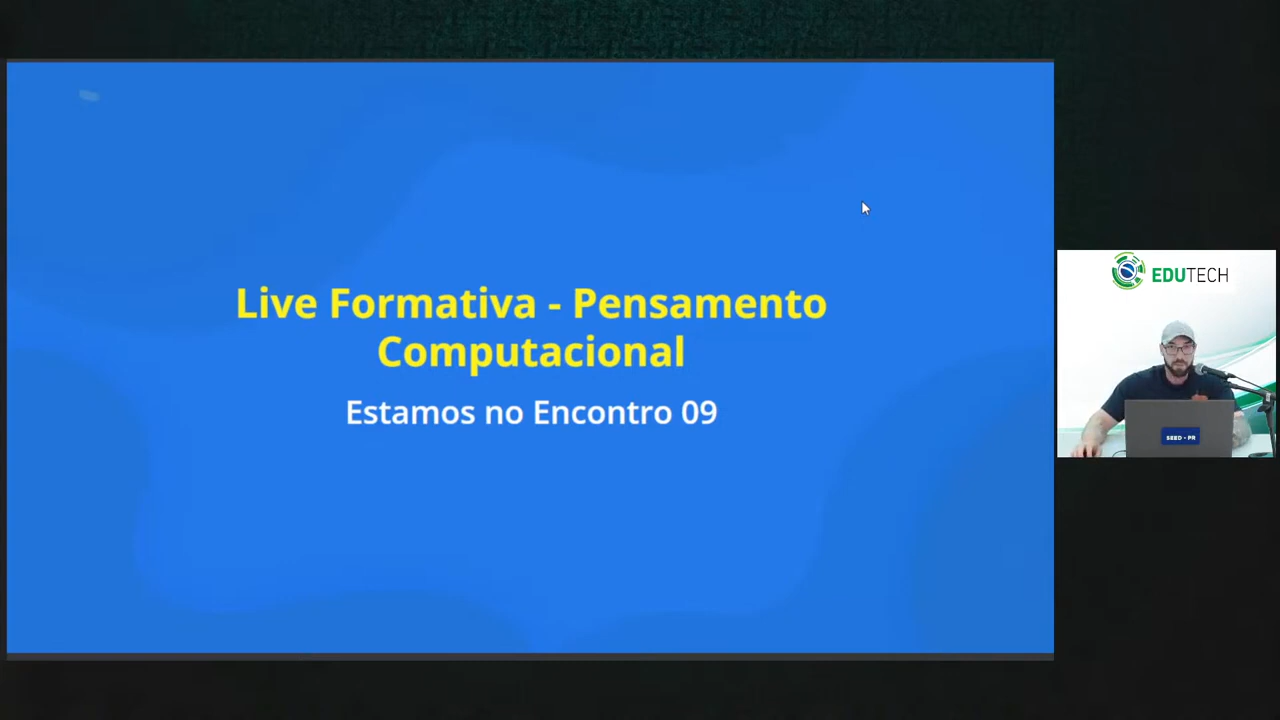 Live Formativa - Pensamento
Computacional
Estamos no Encontro 09
EDUTECH
SEED - PR